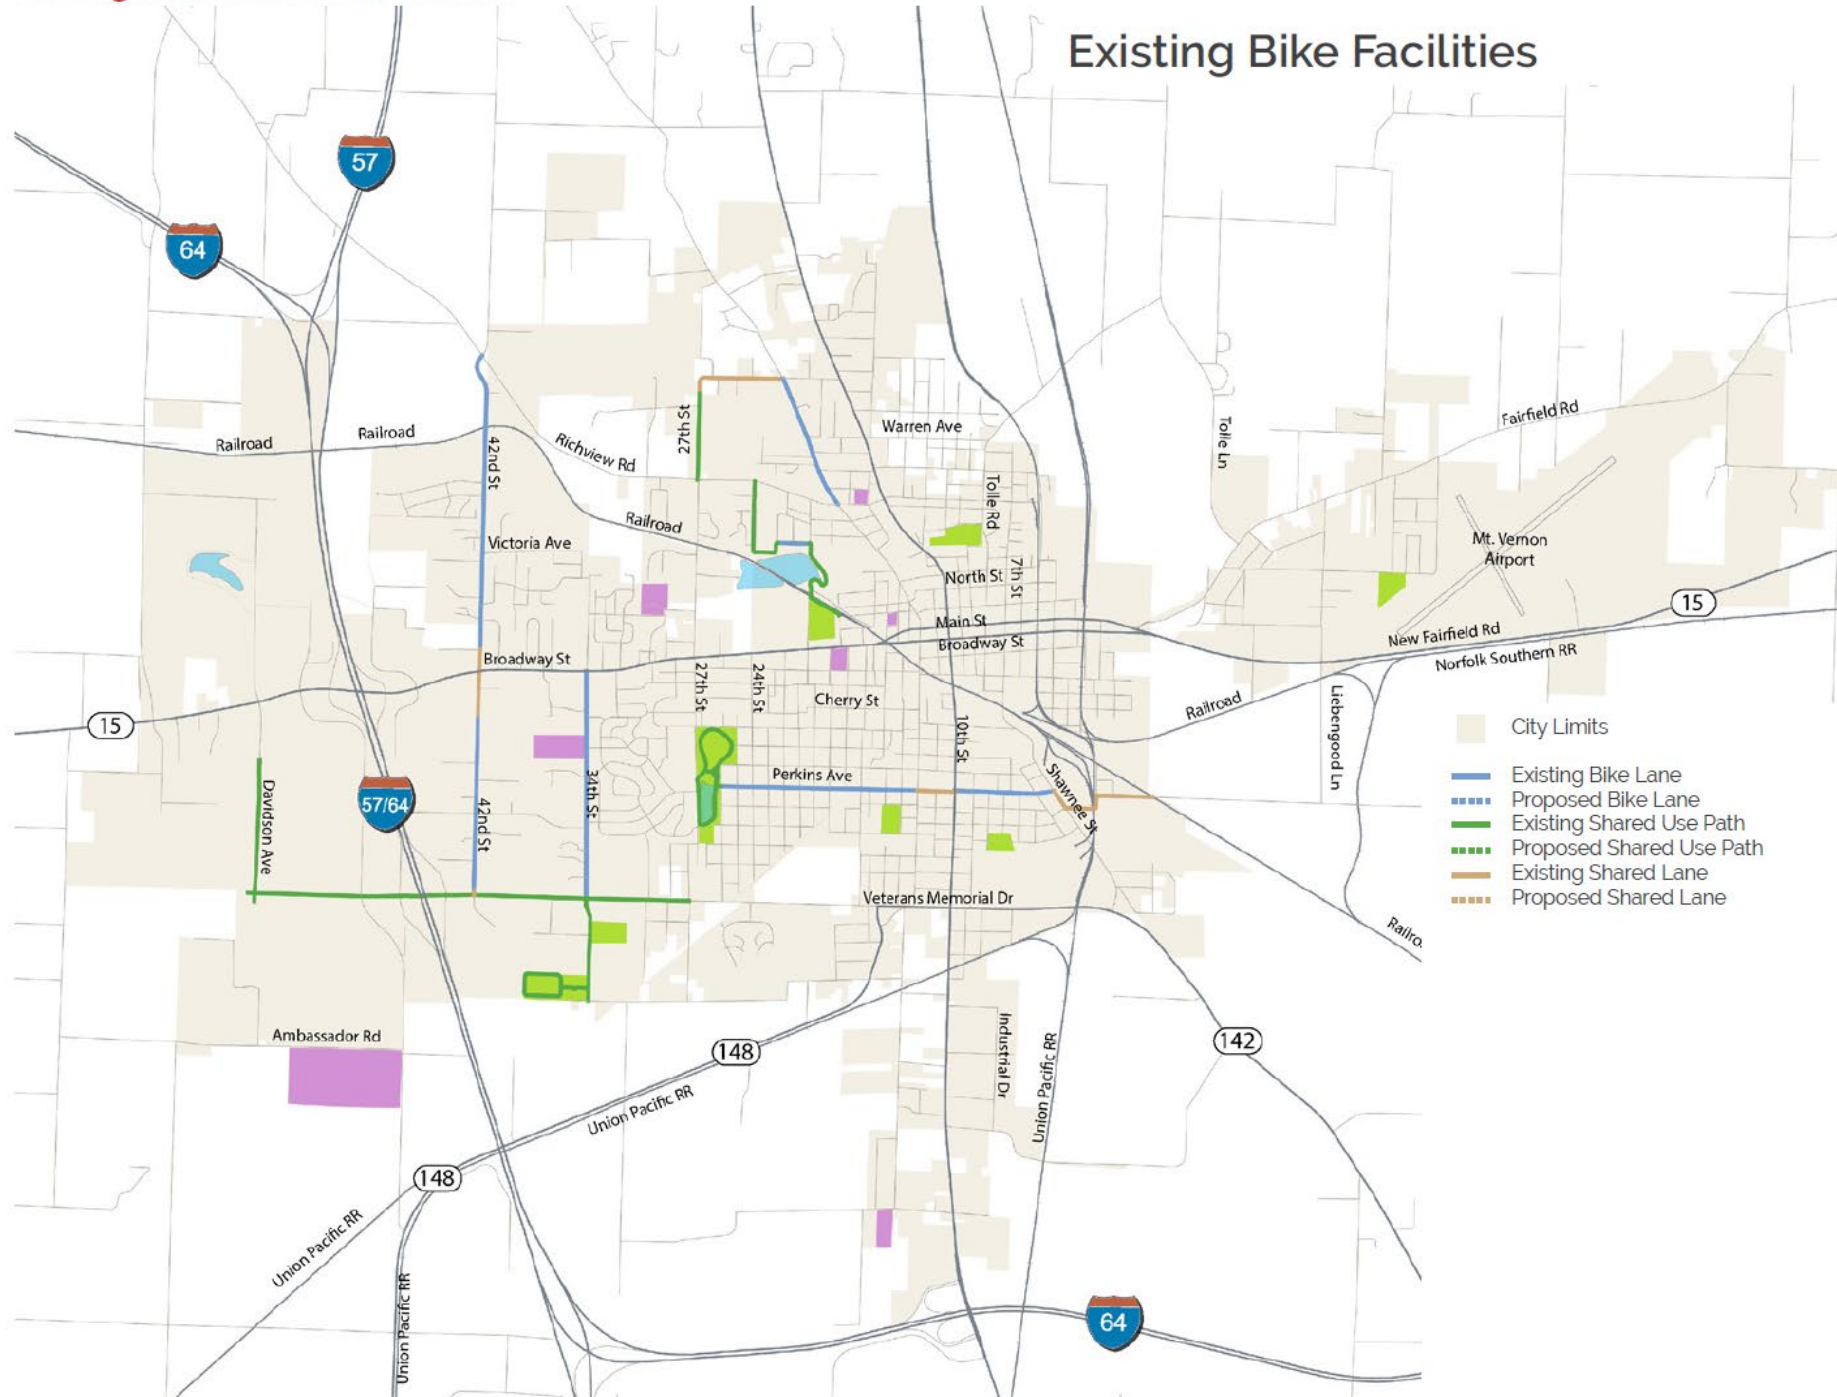 Existing Bike Facilities
57
64
27th St
Warren Ave
Fairfield Rd
Railroad
Railroad
42nd St
Richview Rd
Tolle Ln
Tolle Rd
Railroad
Victoria Ave
Mt. Vernon
Airport
North St
7th St
15
Main St
Broadway St
New Fairfield Rd
Norfolk Southern RR
Broadway St
27th St
24th St
Cherry St
Railroad
Liebengood Ln
15
10th St
City Limits
Perkins Ave
Shawnee St
Existing Bike Lane
Proposed Bike Lane
Existing Shared Use Path
Proposed Shared Use Path
Existing Shared Lane
Proposed Shared Lane
Davidson Ave
57/64
42nd St
34th St
Veterans Memorial Dr
Railro
Ambassador Rd
148
Industrial Dr
Union Pacific RR
142
Union Pacific RR
148
Union Pacific RR
Union Pacific RR
64